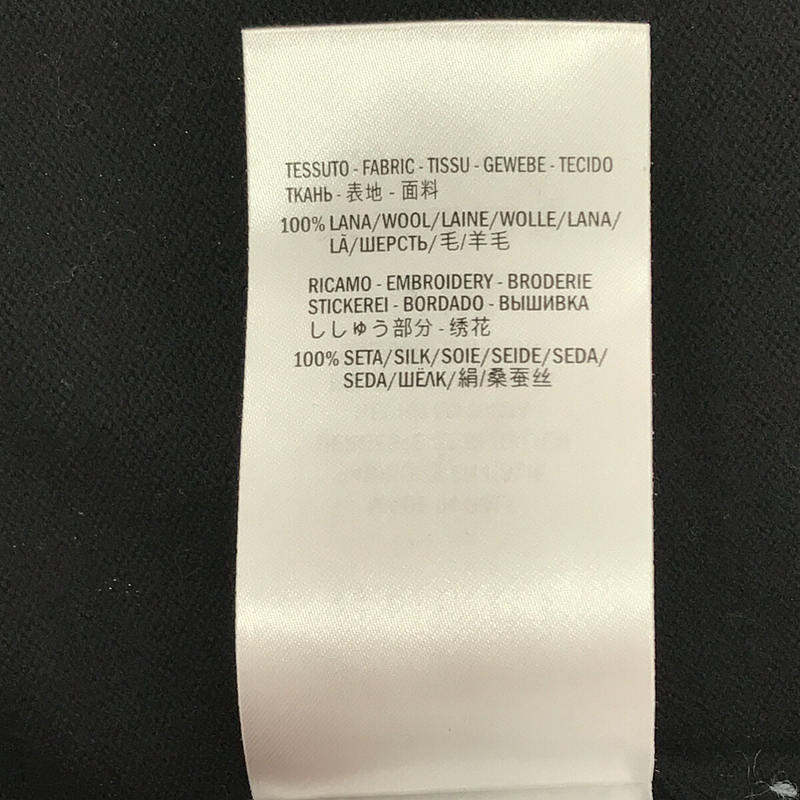 TESSUTO - FABRIC - TISSU - GEWEBE - TECIDO
ТКАНЬ - 表地 - 面料
100% LANA/WOOL/LAINE/WOLLE/LANA/
LÃ/ШЕРСТЬ/毛/羊毛
RICAMO - EMBROIDERY - BRODERIE
STICKEREI - BORDADO - ВЫШИВКА
ししゅう部分 - 绣花
100% SETA/SILK/SOIE/SEIDE/SEDA/
SEDA/ШЁЛК/絹/桑蚕丝